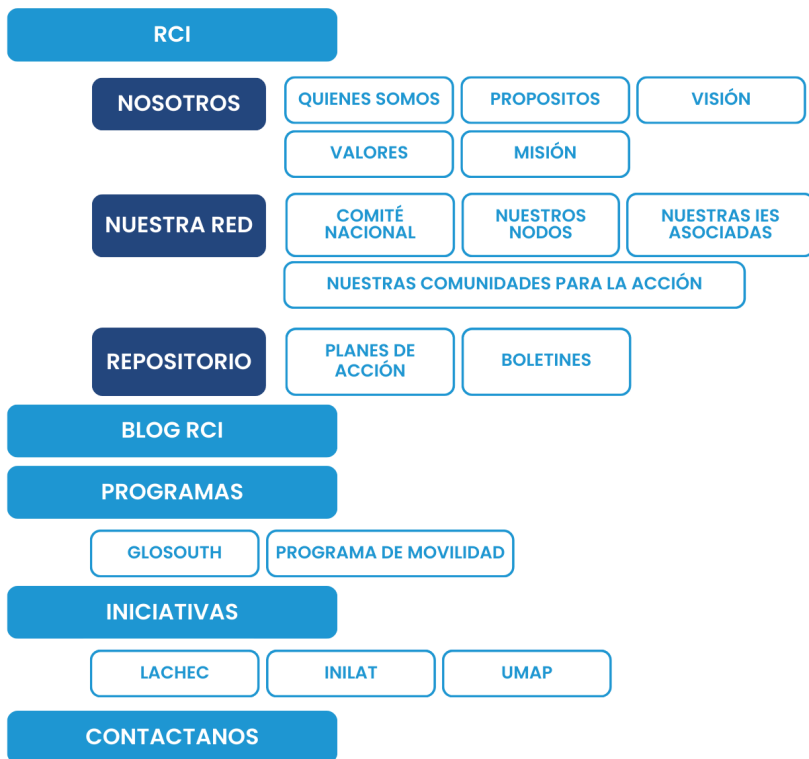 RCI
NOSOTROS
QUIENES SOMOS
PROPOSITOS
VISIÓN
VALORES
MISIÓN
NUESTRA RED
COMITÉ
NACIONAL
NUESTROS
NODOS
NUESTRAS IES
ASOCIADAS
NUESTRAS COMUNIDADES PARA LA ACCIÓN
REPOSITORIO
PLANES DE
ACCIÓN
BOLETINES
BLOG RCI
PROGRAMAS
GLOSOUTH
PROGRAMA DE MOVILIDAD
INICIATIVAS
LACHEC
INILAT
UMAP
CONTACTANOS